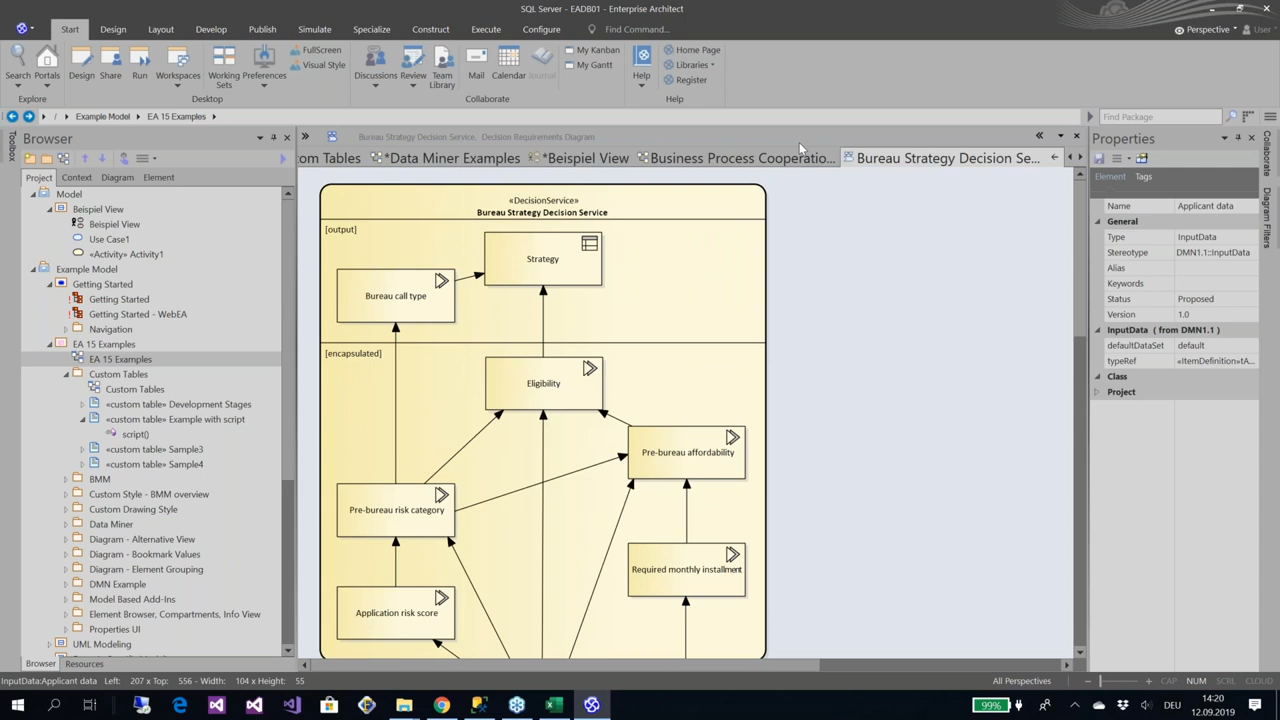 SQL Server - EADB01 - Enterprise Architect
Start Design Layout Develop Publish Simulate Specialize Construct Execute Configure Find Command... Perspective User
Search Portals Design Share Run Workspaces Working Sets Preferences FullScreen Visual Style Discussions Review Team Library Mail Calendar Journal My Kanban My Gantt Help Home Page Libraries Register
Explore Desktop Collaborate Help
/ Example Model EA 15 Examples Find Package
Toolbox
Browser
Project Context Diagram Element
Model
Beispiel View
Beispiel View
Use Case1
«Activity» Activity1
Example Model
Getting Started
Getting Started
Getting Started - WebEA
Navigation
EA 15 Examples
EA 15 Examples
Custom Tables
Custom Tables
«custom table» Development Stages
«custom table» Example with script
script()
«custom table» Sample3
«custom table» Sample4
BMM
Custom Style - BMM overview
Custom Drawing Style
Data Miner
Diagram - Alternative View
Diagram - Bookmark Values
Diagram - Element Grouping
DMN Example
Model Based Add-Ins
Element Browser, Compartments, Info View
Properties UI
UML Modeling
Browser Resources
Bureau Strategy Decision Service, Decision Requirements Diagram
om Tables *Data Miner Examples *Beispiel View Business Process Cooperatio... Bureau Strategy Decision Se...
«DecisionService»
Bureau Strategy Decision Service
[output]
Strategy
Bureau call type
[encapsulated]
Eligibility
Pre-bureau affordability
Pre-bureau risk category
Required monthly installment
Application risk score
Properties
Element Tags
Name Applicant data
General
Type InputData
Stereotype DMN1.1::InputData
Alias
Keywords
Status Proposed
Version 1.0
InputData ( from DMN1.1 )
defaultDataSet default
typeRef «ItemDefinition»tA...
Class
Project
Collaborate
Diagram Filters
InputData:Applicant data Left: 207 x Top: 556 - Width: 104 x Height: 55 All Perspectives CAP NUM SCRL CLOUD
99% DEU 14:20
12.09.2019